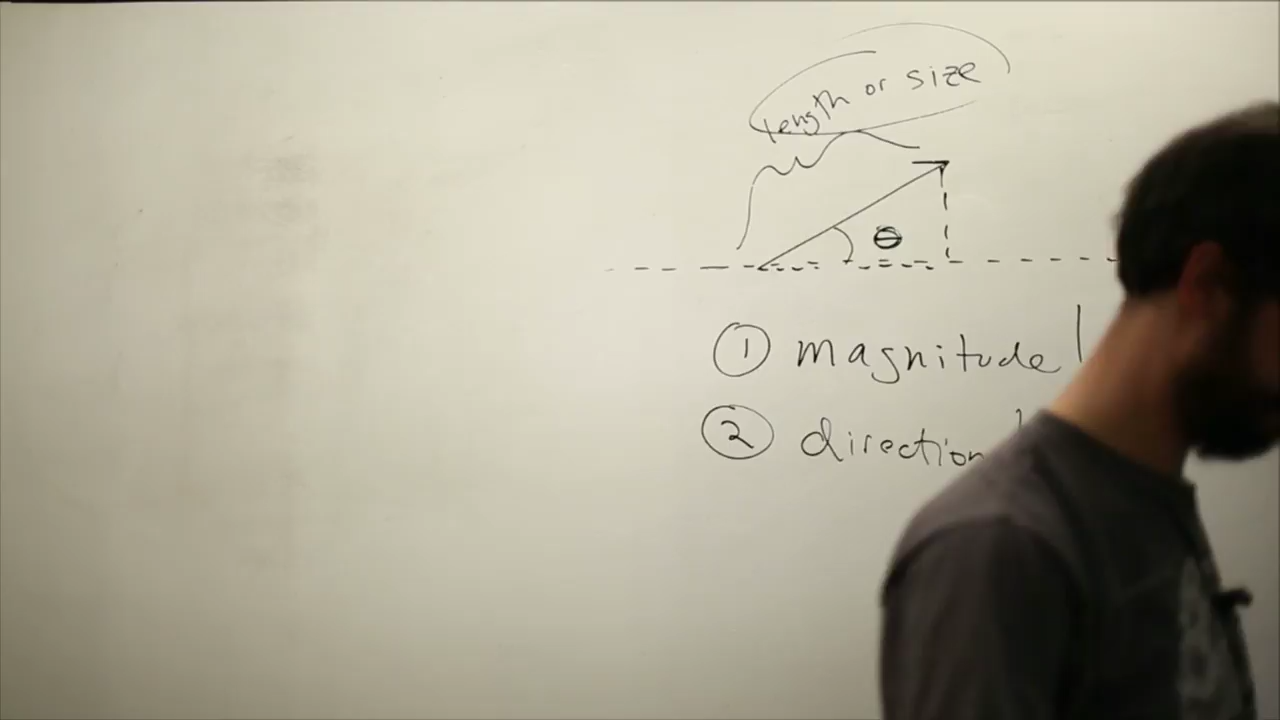 length or size
θ
① magnitude
② direction